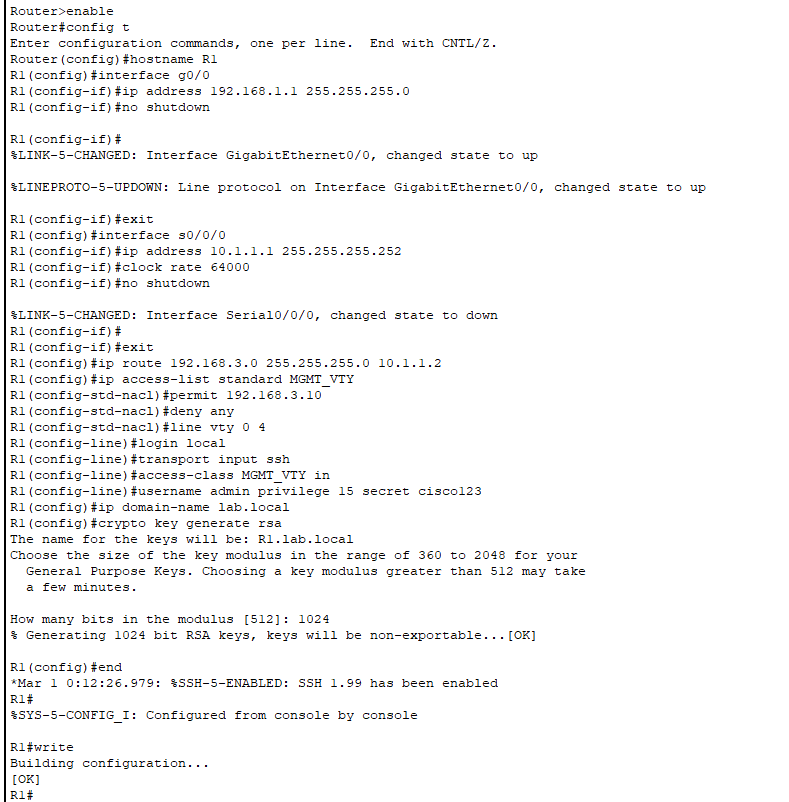 Router>enable
Router#config t
Enter configuration commands, one per line.  End with CNTL/Z.
Router(config)#hostname R1
R1(config)#interface g0/0
R1(config-if)#ip address 192.168.1.1 255.255.255.0
R1(config-if)#no shutdown

R1(config-if)#
%LINK-5-CHANGED: Interface GigabitEthernet0/0, changed state to up

%LINEPROTO-5-UPDOWN: Line protocol on Interface GigabitEthernet0/0, changed state to up

R1(config-if)#exit
R1(config)#interface s0/0/0
R1(config-if)#ip address 10.1.1.1 255.255.255.252
R1(config-if)#clock rate 64000
R1(config-if)#no shutdown

%LINK-5-CHANGED: Interface Serial0/0/0, changed state to down
R1(config-if)#
R1(config-if)#exit
R1(config)#ip route 192.168.3.0 255.255.255.0 10.1.1.2
R1(config)#ip access-list standard MGMT_VTY
R1(config-std-nacl)#permit 192.168.3.10
R1(config-std-nacl)#deny any
R1(config-std-nacl)#line vty 0 4
R1(config-line)#login local
R1(config-line)#transport input ssh
R1(config-line)#access-class MGMT_VTY in
R1(config-line)#username admin privilege 15 secret cisco123
R1(config)#ip domain-name lab.local
R1(config)#crypto key generate rsa
The name for the keys will be: R1.lab.local
Choose the size of the key modulus in the range of 360 to 2048 for your
  General Purpose Keys. Choosing a key modulus greater than 512 may take
  a few minutes.

How many bits in the modulus [512]: 1024
% Generating 1024 bit RSA keys, keys will be non-exportable...[OK]

R1(config)#end
*Mar 1 0:12:26.979: %SSH-5-ENABLED: SSH 1.99 has been enabled
R1#
%SYS-5-CONFIG_I: Configured from console by console

R1#write
Building configuration...
[OK]
R1#